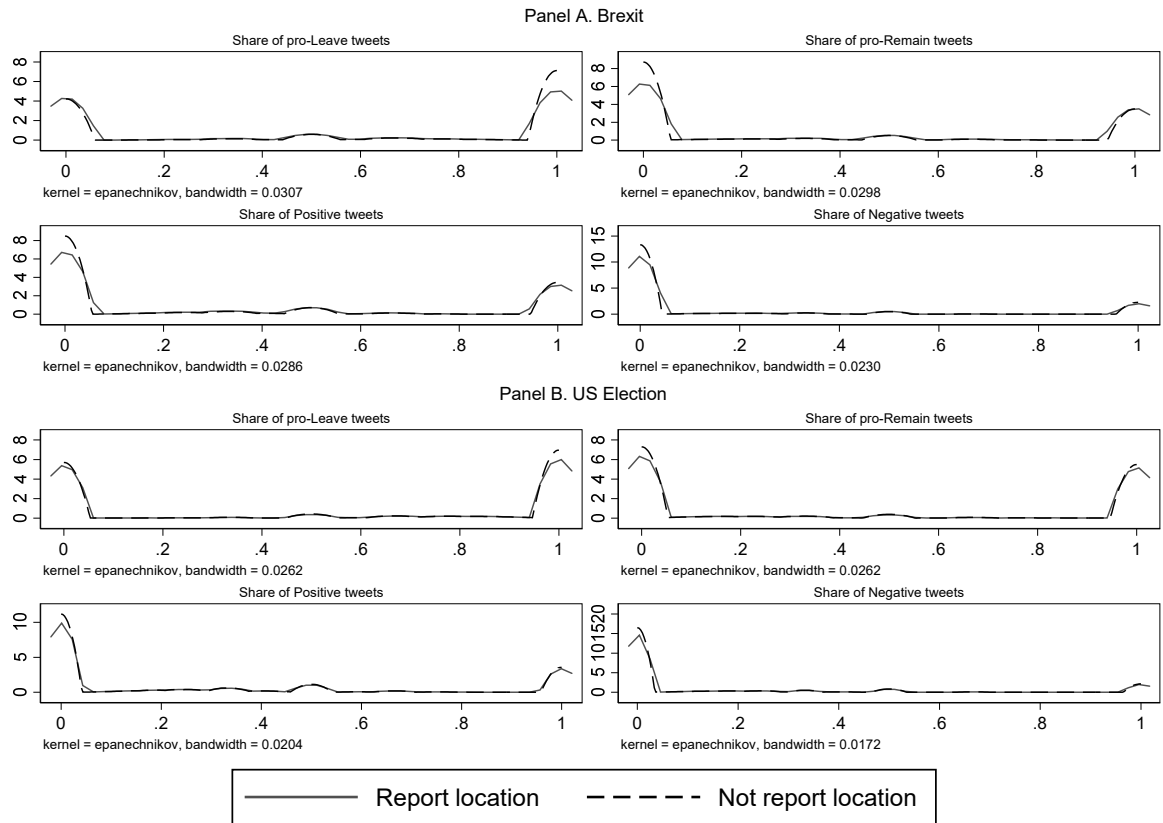 Panel A. Brexit
Share of pro-Leave tweets
0 2 4 6 8
0 .2 .4 .6 .8 1
kernel = epanechnikov, bandwidth = 0.0307
Share of pro-Remain tweets
0 2 4 6 8
0 .2 .4 .6 .8 1
kernel = epanechnikov, bandwidth = 0.0298
Share of Positive tweets
0 2 4 6 8
0 .2 .4 .6 .8 1
kernel = epanechnikov, bandwidth = 0.0286
Share of Negative tweets
0 5 10 15
0 .2 .4 .6 .8 1
kernel = epanechnikov, bandwidth = 0.0230
Panel B. US Election
Share of pro-Leave tweets
0 2 4 6 8
0 .2 .4 .6 .8 1
kernel = epanechnikov, bandwidth = 0.0262
Share of pro-Remain tweets
0 2 4 6 8
0 .2 .4 .6 .8 1
kernel = epanechnikov, bandwidth = 0.0262
Share of Positive tweets
0 5 10
0 .2 .4 .6 .8 1
kernel = epanechnikov, bandwidth = 0.0204
Share of Negative tweets
0 5 10 15 20
0 .2 .4 .6 .8 1
kernel = epanechnikov, bandwidth = 0.0172
Report location
Not report location